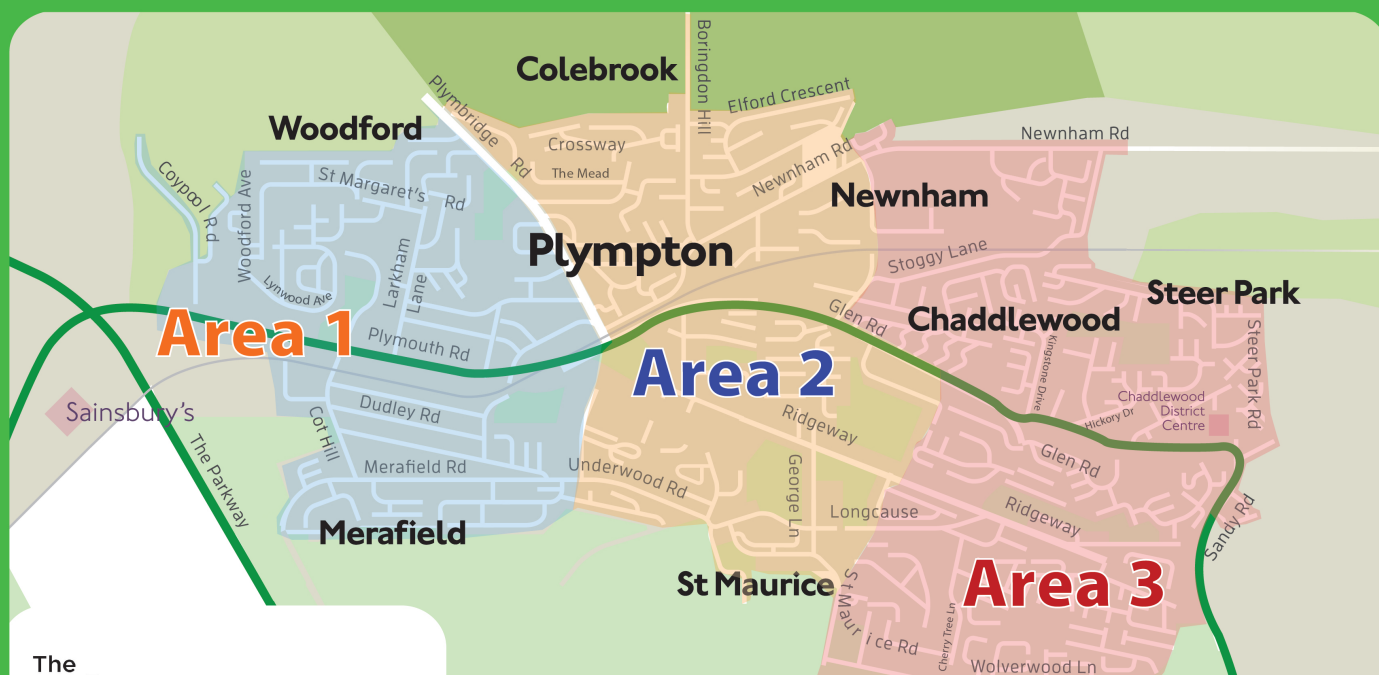 Colebrook
Boringdon Hill
Elford Crescent
Plymbridge Rd
Woodford
Crossway
The Mead
Newnham Rd
Newnham Rd
Coypool Rd
Woodford Ave
St Margaret's Rd
Newnham
Plympton
Larkham
Lane
Lynwood Ave
Stoggy Lane
Steer Park
Glen Rd
Chaddlewood
Area 1
Plymouth Rd
Area 2
Kingstone Drive
Steer Park Rd
Sainsbury's
Dudley Rd
Cot Hill
Ridgeway
Hickory Dr
Chaddlewood
District
Centre
The Parkway
Merafield Rd
Underwood Rd
George Ln
Glen Rd
Longcause
Ridgeway
Sandy Rd
Merafield
St Maurice
Area 3
St Maurice Rd
Cherry Tree Ln
Wolverwood Ln
The